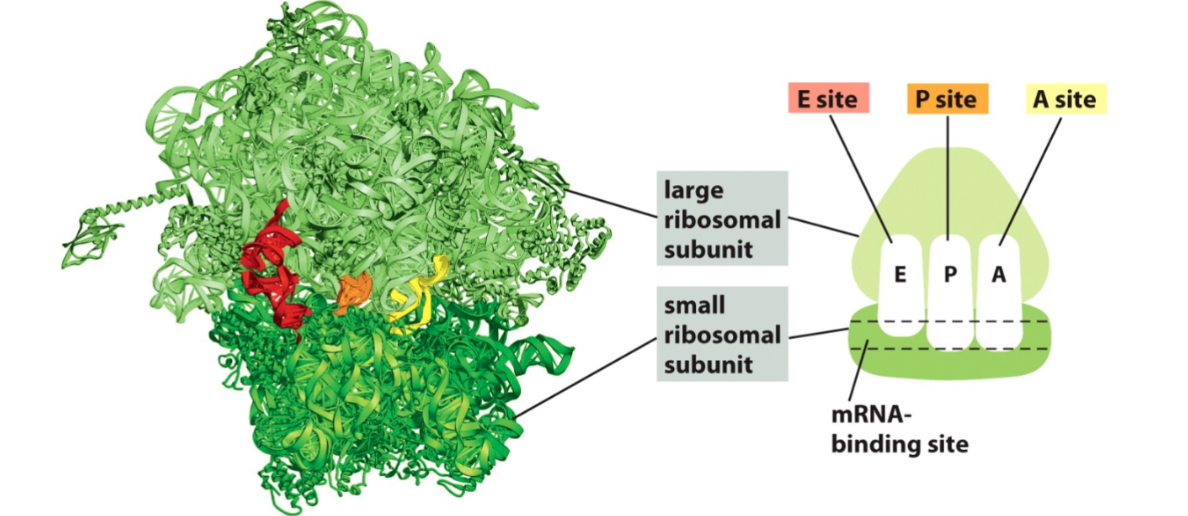 E site
P site
A site
large
ribosomal
subunit
E
P
A
small
ribosomal
subunit
mRNA-
binding site